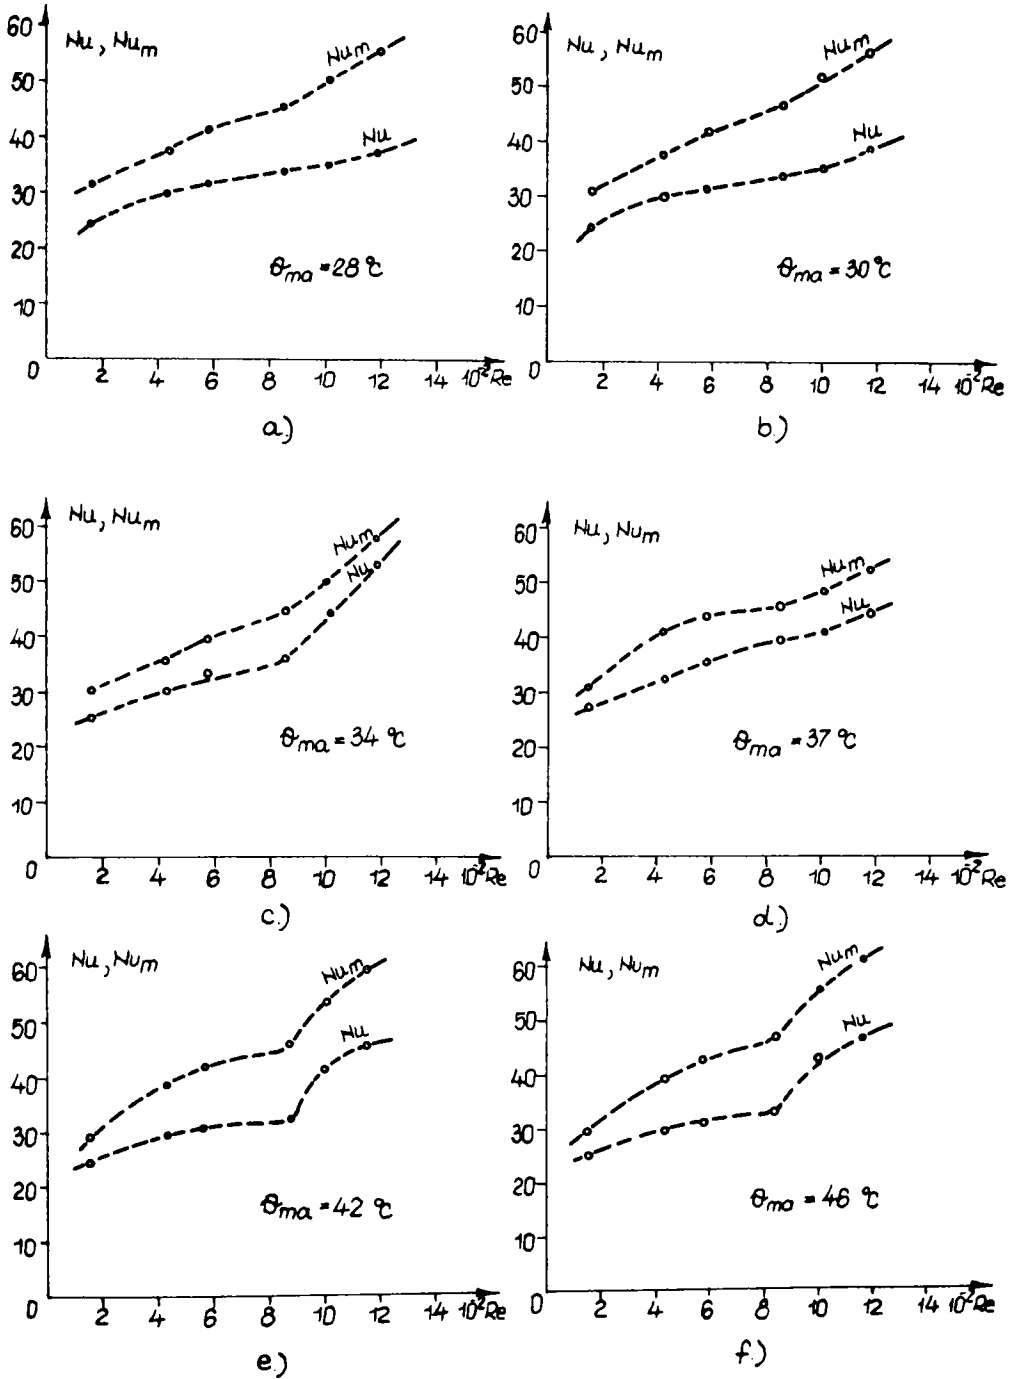 Nu, Num
60
50
40
30
20
10
0
Num
Nu
θma = 28 °C
2 4 6 8 10 12 14 10⁻²Re
a.)
Nu, Num
60
50
40
30
20
10
0
Num
Nu
θma = 30 °C
2 4 6 8 10 12 14 10⁻²Re
b.)
Nu, Num
60
50
40
30
20
10
0
Num
Nu
θma = 34 °C
2 4 6 8 10 12 14 10⁻²Re
c.)
Nu, Num
60
50
40
30
20
10
0
Num
Nu
θma = 37 °C
2 4 6 8 10 12 14 10⁻²Re
d.)
Nu, Num
60
50
40
30
20
10
0
Num
Nu
θma = 42 °C
2 4 6 8 10 12 14 10⁻²Re
e.)
Nu, Num
60
50
40
30
20
10
0
Num
Nu
θma = 46 °C
2 4 6 8 10 12 14 10⁻²Re
f.)